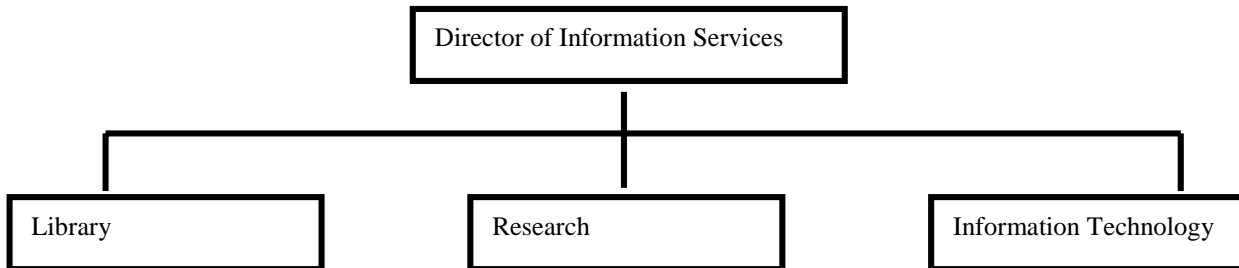 Director of Information Services
Library
Research
Information Technology